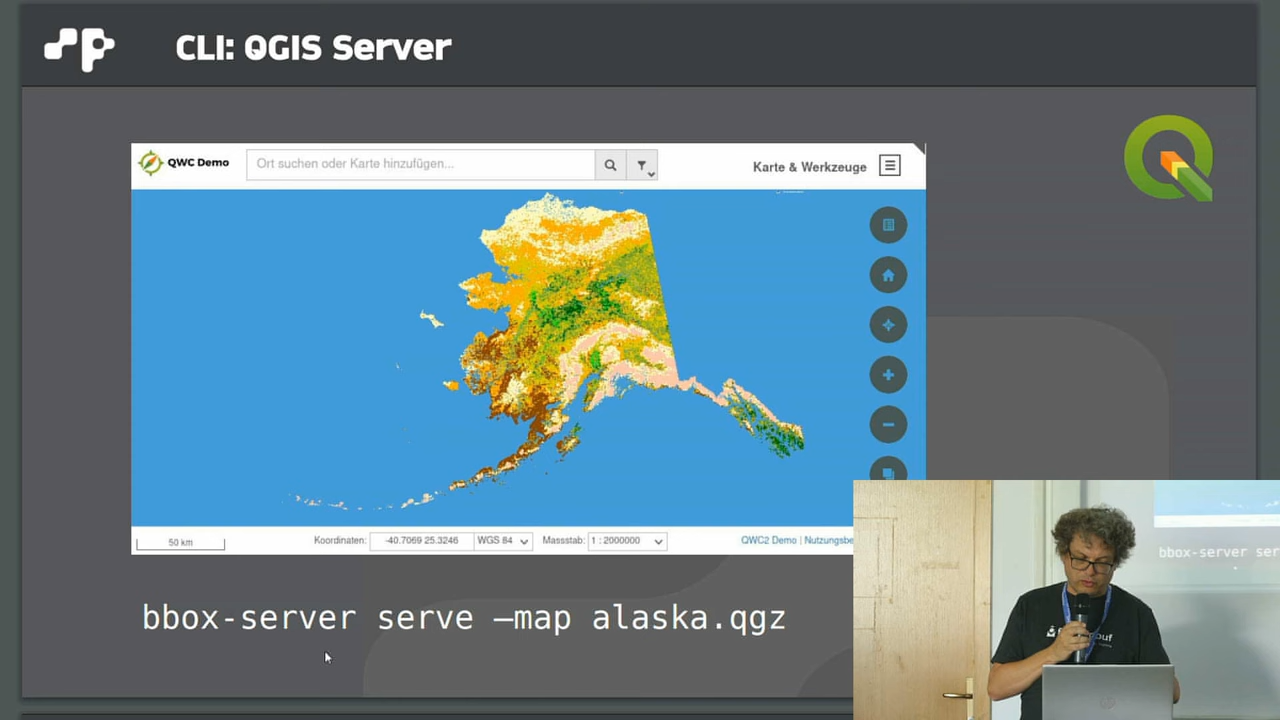 CLI: QGIS Server
QWC Demo
Ort suchen oder Karte hinzufügen...
Karte & Werkzeuge
50 km
Koordinaten:
-40.7069 25.3246
WGS 84
Massstab:
1 : 2000000
QWC2 Demo | Nutzungsbe
bbox-server serve —map alaska.qgz
bbox-server ser